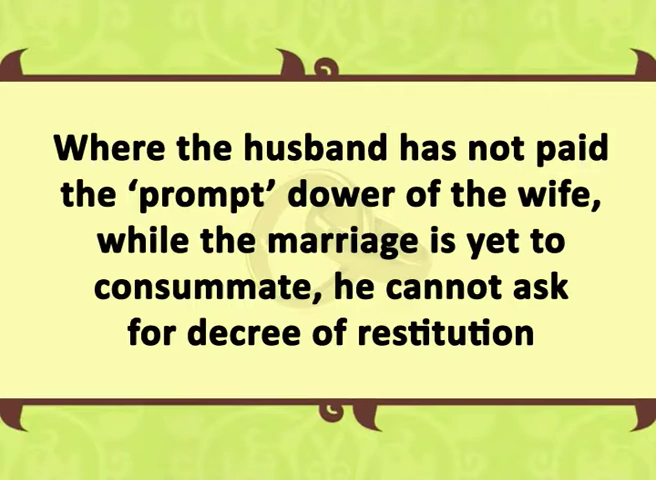 Where the husband has not paid
the ‘prompt’ dower of the wife,
while the marriage is yet to
consummate, he cannot ask
for decree of restitution